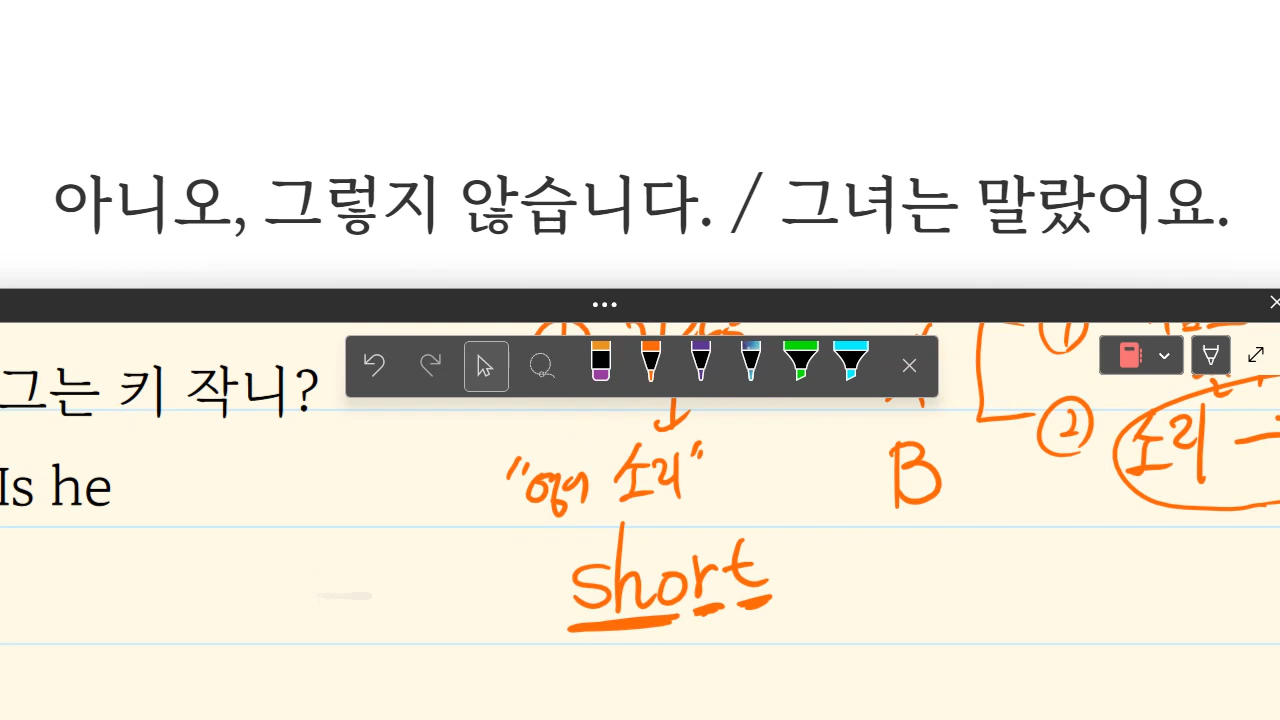 아니오, 그렇지 않습니다. / 그녀는 말랐어요.
그는 키 작니?
②
소리
Is he
"영어 소리"
B
short